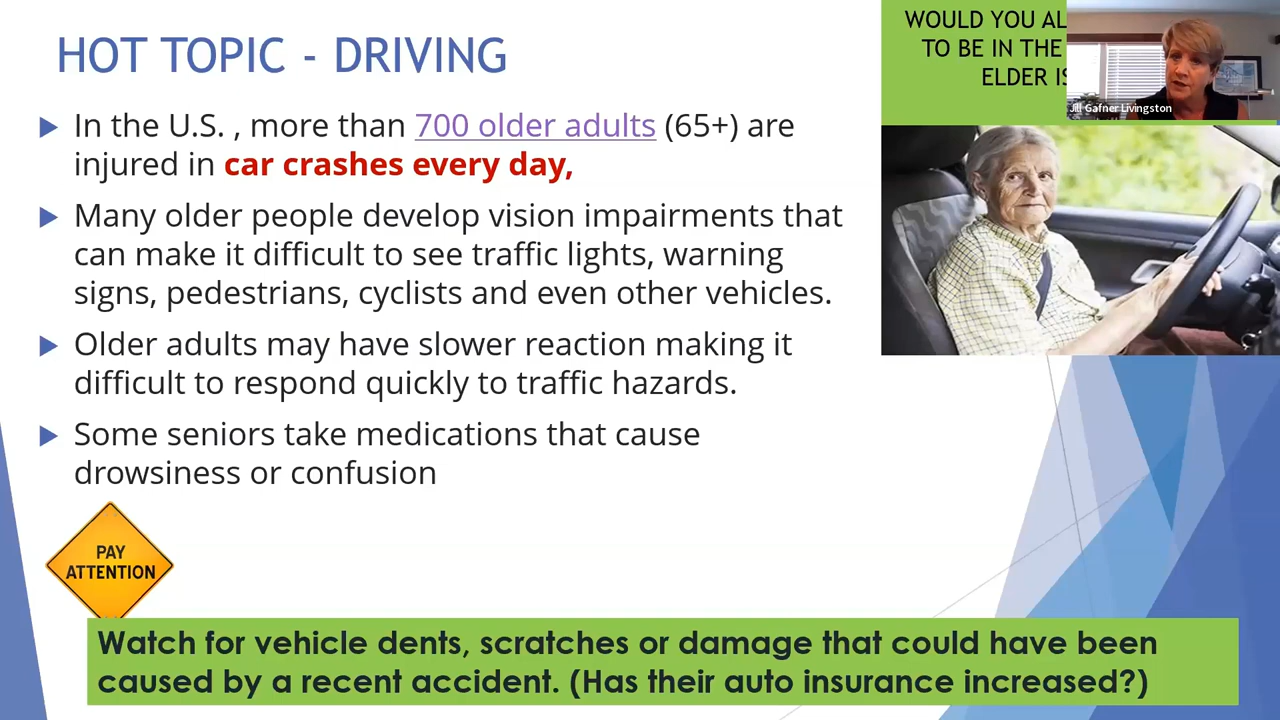 HOT TOPIC - DRIVING
WOULD YOU
TO BE IN THE
ELDER
Jill Gafner Livingston
In the U.S. , more than 700 older adults (65+) are
injured in car crashes every day,
Many older people develop vision impairments that
can make it difficult to see traffic lights, warning
signs, pedestrians, cyclists and even other vehicles.
Older adults may have slower reaction making it
difficult to respond quickly to traffic hazards.
Some seniors take medications that cause
drowsiness or confusion
PAY
ATTENTION
Watch for vehicle dents, scratches or damage that could have been
caused by a recent accident. (Has their auto insurance increased?)